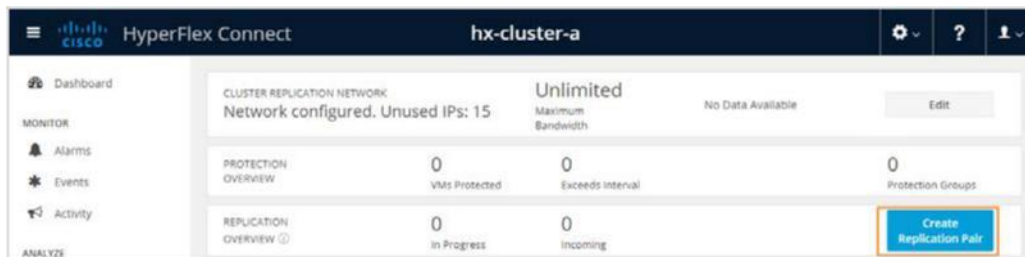 CISCO HyperFlex Connect hx-cluster-a ?
Dashboard
MONITOR
Alarms
Events
Activity
ANALYZE
CLUSTER REPLICATION NETWORK
Network configured. Unused IPs: 15
Unlimited
Maximum
Bandwidth
No Data Available
Edit
PROTECTION
OVERVIEW
0
VMs Protected
0
Exceeds Interval
0
Protection Groups
REPLICATION
OVERVIEW
0
In Progress
0
Incoming
Create
Replication Pair